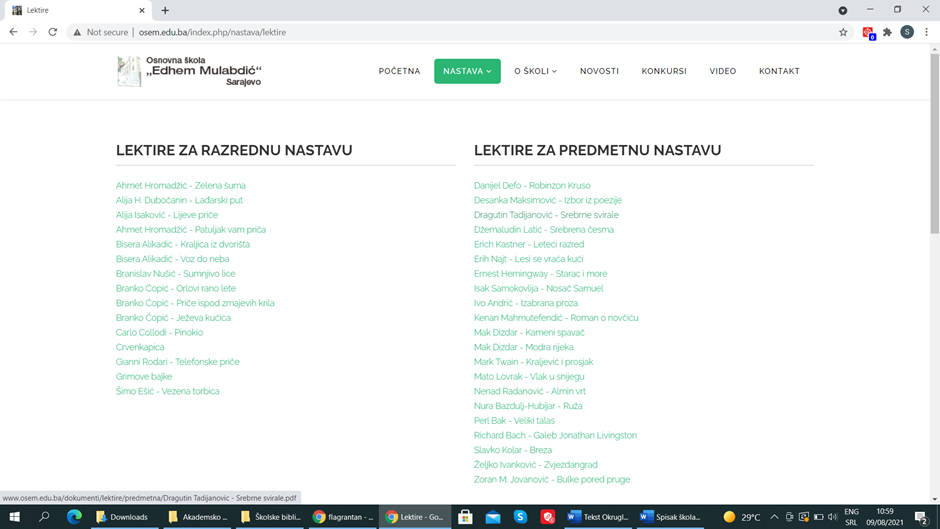 Lektire
Not secure | osem.edu.ba/index.php/nastava/lektire
S
0
Osnovna škola
„Edhem Mulabdić“
Sarajevo
POČETNA
NASTAVA
O ŠKOLI
NOVOSTI
KONKURSI
VIDEO
KONTAKT
LEKTIRE ZA RAZREDNU NASTAVU
Ahmet Hromadžić - Zelena šuma
Alija H. Dubočanin - Lađarski put
Alija Isaković - Lijeve priče
Ahmet Hromadžić - Patuljak vam priča
Bisera Alikadić - Kraljica iz dvorišta
Bisera Alikadić - Voz do neba
Branislav Nušić - Sumnjivo lice
Branko Ćopić - Orlovi rano lete
Branko Ćopić - Priče ispod zmajevih krila
Branko Ćopić - Ježeva kućica
Carlo Collodi - Pinokio
Crvenkapica
Gianni Rodari - Telefonske priče
Grimove bajke
Šimo Ešić - Vezena torbica
LEKTIRE ZA PREDMETNU NASTAVU
Danijel Defo - Robinzon Kruso
Desanka Maksimović - Izbor iz poezije
Dragutin Tadijanović - Srebrne svirale
Džemaludin Latić - Srebrena česma
Erich Kastner - Leteći razred
Erih Najt - Lesi se vraća kući
Ernest Hemingway - Starac i more
Isak Samokovlija - Nosač Samuel
Ivo Andrić - Izabrana proza
Kenan Mahmutefendić - Roman o novčiću
Mak Dizdar - Kameni spavač
Mak Dizdar - Modra rijeka
Mark Twain - Kraljević i prosjak
Mato Lovrak - Vlak u snijegu
Nenad Radanović - Almin vrt
Nura Bazdulj-Hubijar - Ruža
Perl Bak - Veliki talas
Richard Bach - Galeb Jonathan Livingston
Slavko Kolar - Breza
Željko Ivanković - Zvjezdangrad
Zoran M. Jovanović - Bulke pored pruge
www.osem.edu.ba/dokumenti/lektire/predmetna/Dragutin Tadijanovic - Srebrne svirale.pdf
Downloads
Akademsko ...
Školske bibli...
flagrantan - ...
Lektire - Go...
Tekst Okrugl...
Spisak škola...
29°C
ENG
SRL
10:59
09/08/2021
2